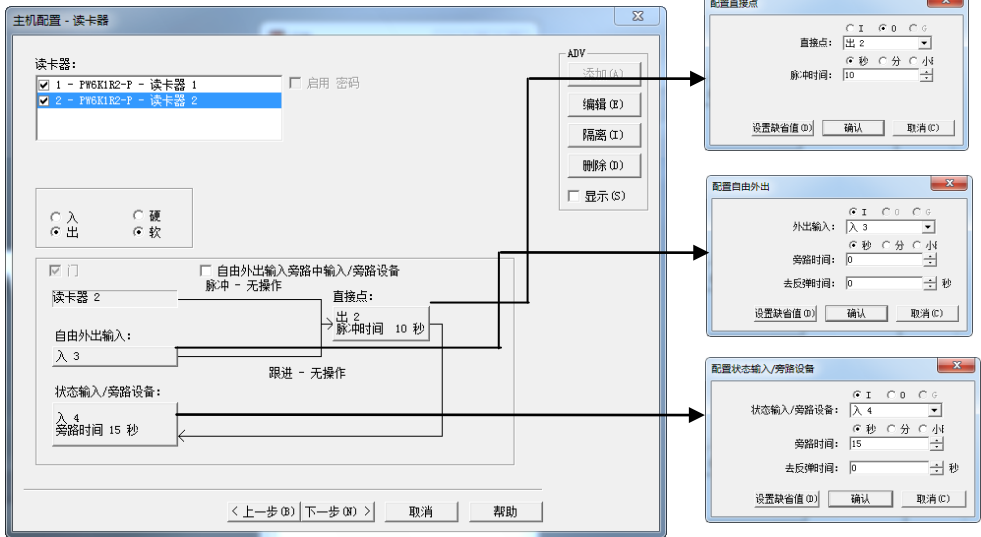 主机配置 - 读卡器
读卡器:
1 - PW6K1R2-P - 读卡器 1
2 - PW6K1R2-P - 读卡器 2
启用 密码
ADV
添加(A)
编辑(E)
隔离(I)
删除(D)
显示(S)
入
出
硬
软
门
自由外出输入旁路中输入/旁路设备
脉冲 - 无操作
读卡器 2
直接点:
出 2
脉冲时间 10 秒
自由外出输入:
入 3
跟进 - 无操作
状态输入/旁路设备:
入 4
旁路时间 15 秒
< 上一步(B)
下一步(N) >
取消
帮助
配置直接点
I O G
直接点: 出 2
秒 分
脉冲时间: 10
设置缺省值(D) 确认 取消(C)
配置自由外出
I O G
外出输入: 入 3
秒 分
旁路时间: 0
去反弹时间: 0 秒
设置缺省值(D) 确认 取消(C)
配置状态输入/旁路设备
I O G
状态输入/旁路设备: 入 4
秒 分
旁路时间: 15
去反弹时间: 0 秒
设置缺省值(D) 确认 取消(C)